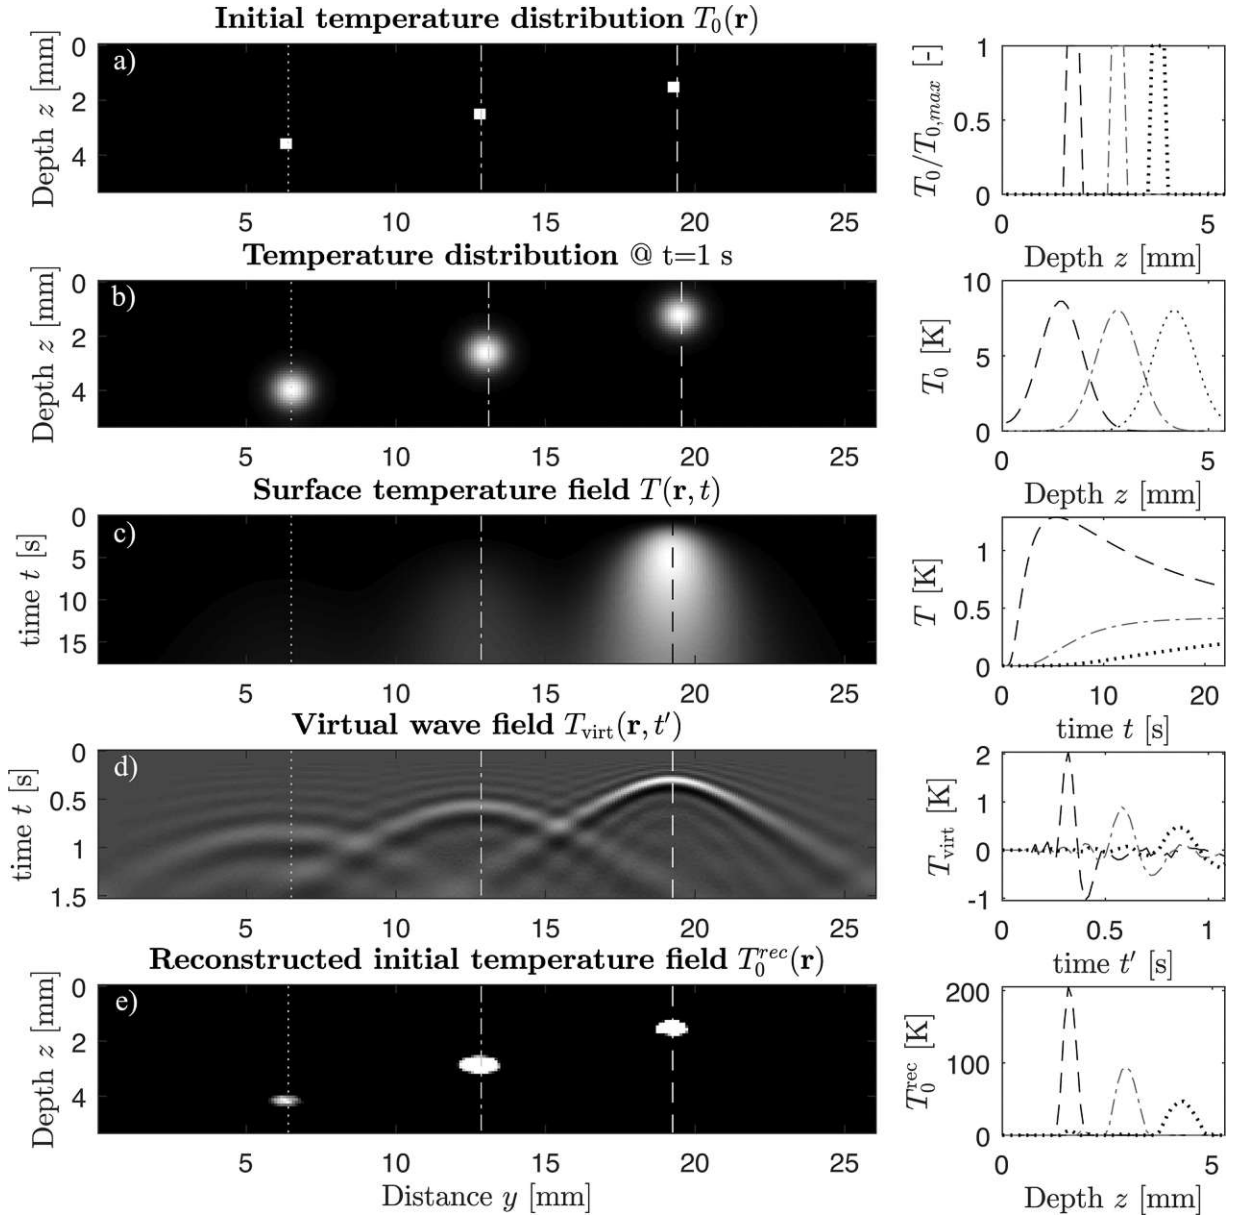 Initial temperature distribution T₀(r)
a)
Depth z [mm]
0
2
4
5 10 15 20 25
T₀/T₀,max [-]
1
0.5
0
0 5
Depth z [mm]
Temperature distribution @ t=1 s
b)
Depth z [mm]
0
2
4
5 10 15 20 25
T₀ [K]
10
5
0
0 5
Depth z [mm]
Surface temperature field T(r, t)
c)
time t [s]
0
5
10
15
5 10 15 20 25
T [K]
1
0.5
0
0 10 20
time t [s]
Virtual wave field Tvirt(r, t′)
d)
time t [s]
0
0.5
1
1.5
5 10 15 20 25
Tvirt [K]
2
1
0
-1
0 0.5 1
time t′ [s]
Reconstructed initial temperature field T₀ʳᵉᶜ(r)
e)
Depth z [mm]
0
2
4
5 10 15 20 25
Distance y [mm]
T₀ʳᵉᶜ [K]
200
100
0
0 5
Depth z [mm]